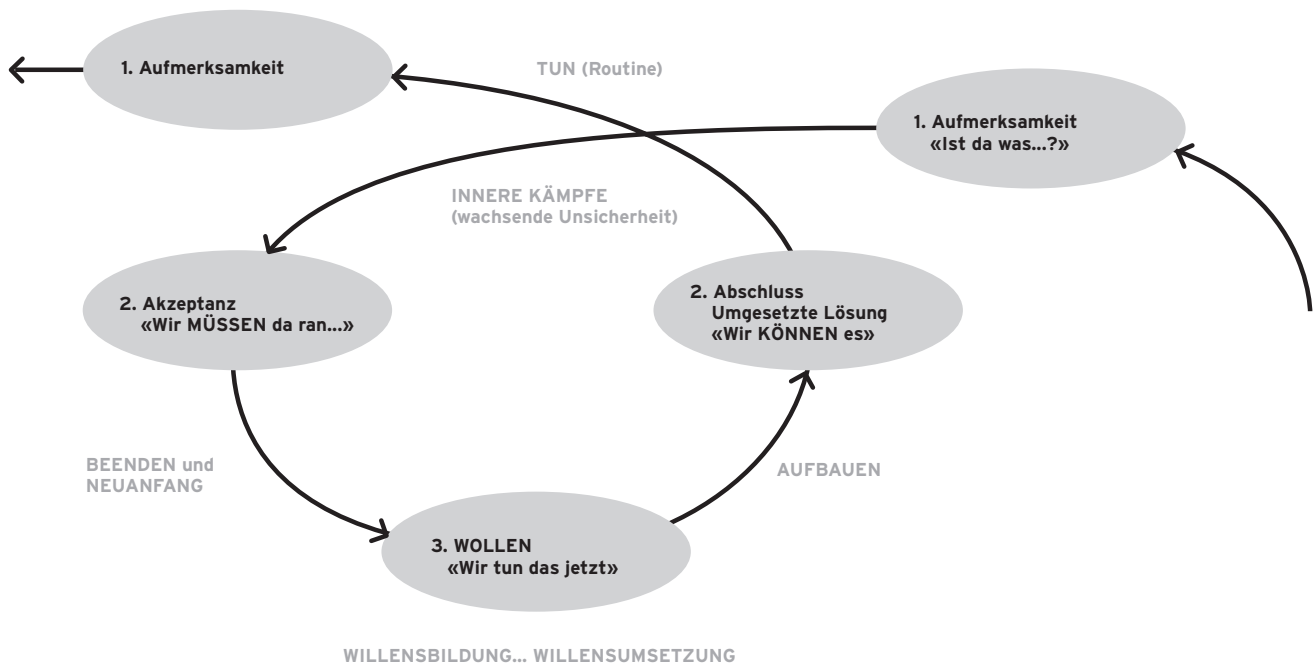 1. Aufmerksamkeit
TUN (Routine)
1. Aufmerksamkeit
«Ist da was...?»
INNERE KÄMPFE
(wachsende Unsicherheit)
2. Akzeptanz
«Wir MÜSSEN da ran...»
2. Abschluss
Umgesetzte Lösung
«Wir KÖNNEN es»
BEENDEN und
NEUANFANG
AUFBAUEN
3. WOLLEN
«Wir tun das jetzt»
WILLENSBILDUNG... WILLENSUMSETZUNG